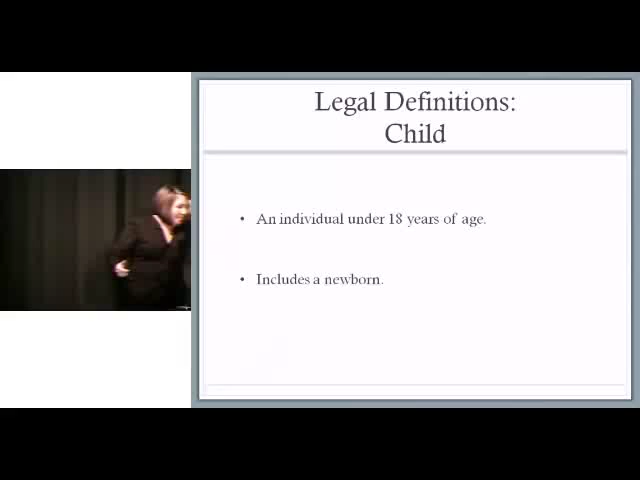 Legal Definitions:
Child
• An individual under 18 years of age.
• Includes a newborn.